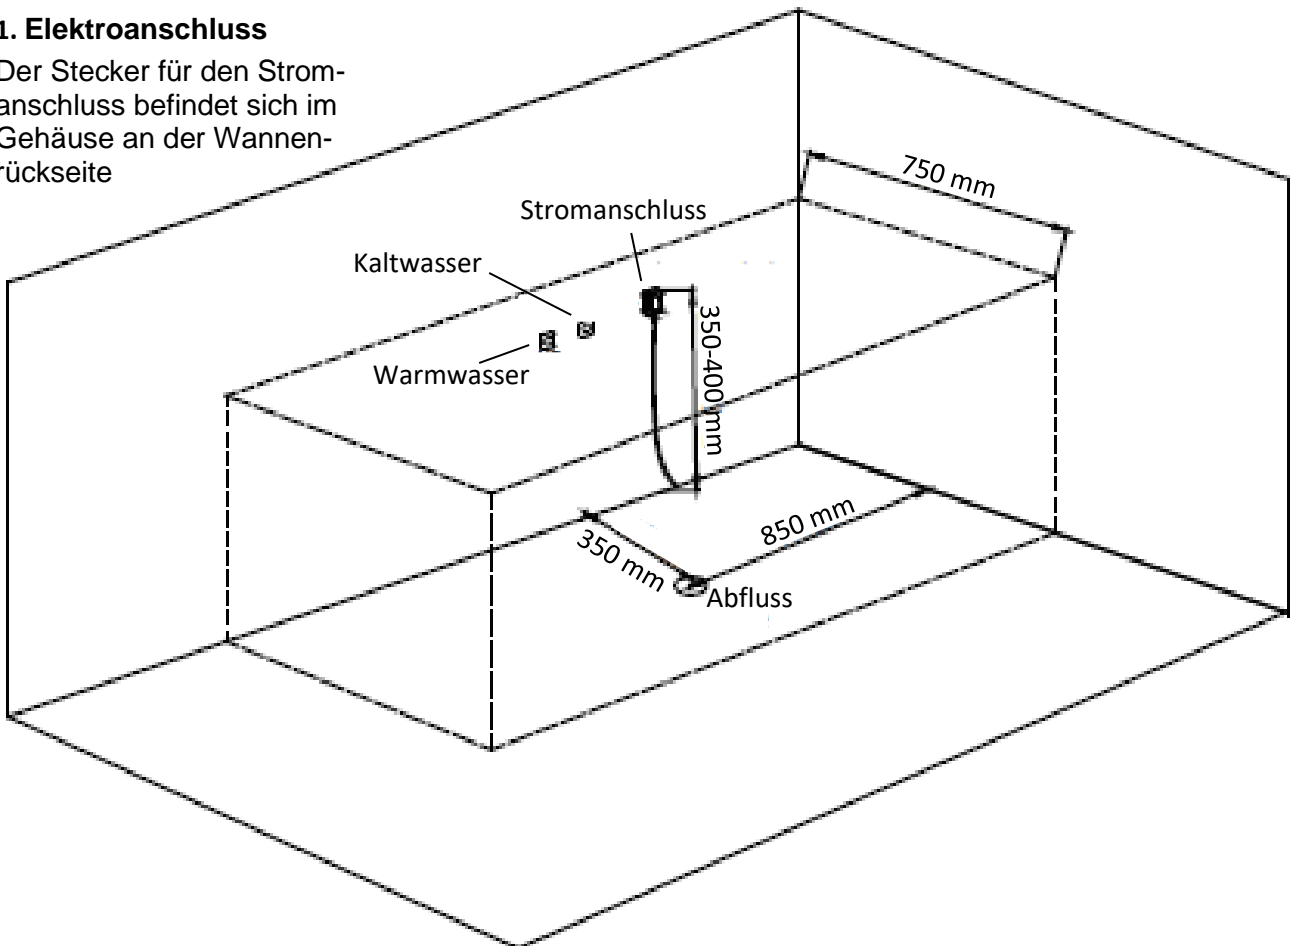 1. Elektroanschluss
Der Stecker für den Strom-
anschluss befindet sich im
Gehäuse an der Wannen-
rückseite
750 mm
Stromanschluss
Kaltwasser
Warmwasser
350-400 mm
850 mm
350 mm
Abfluss